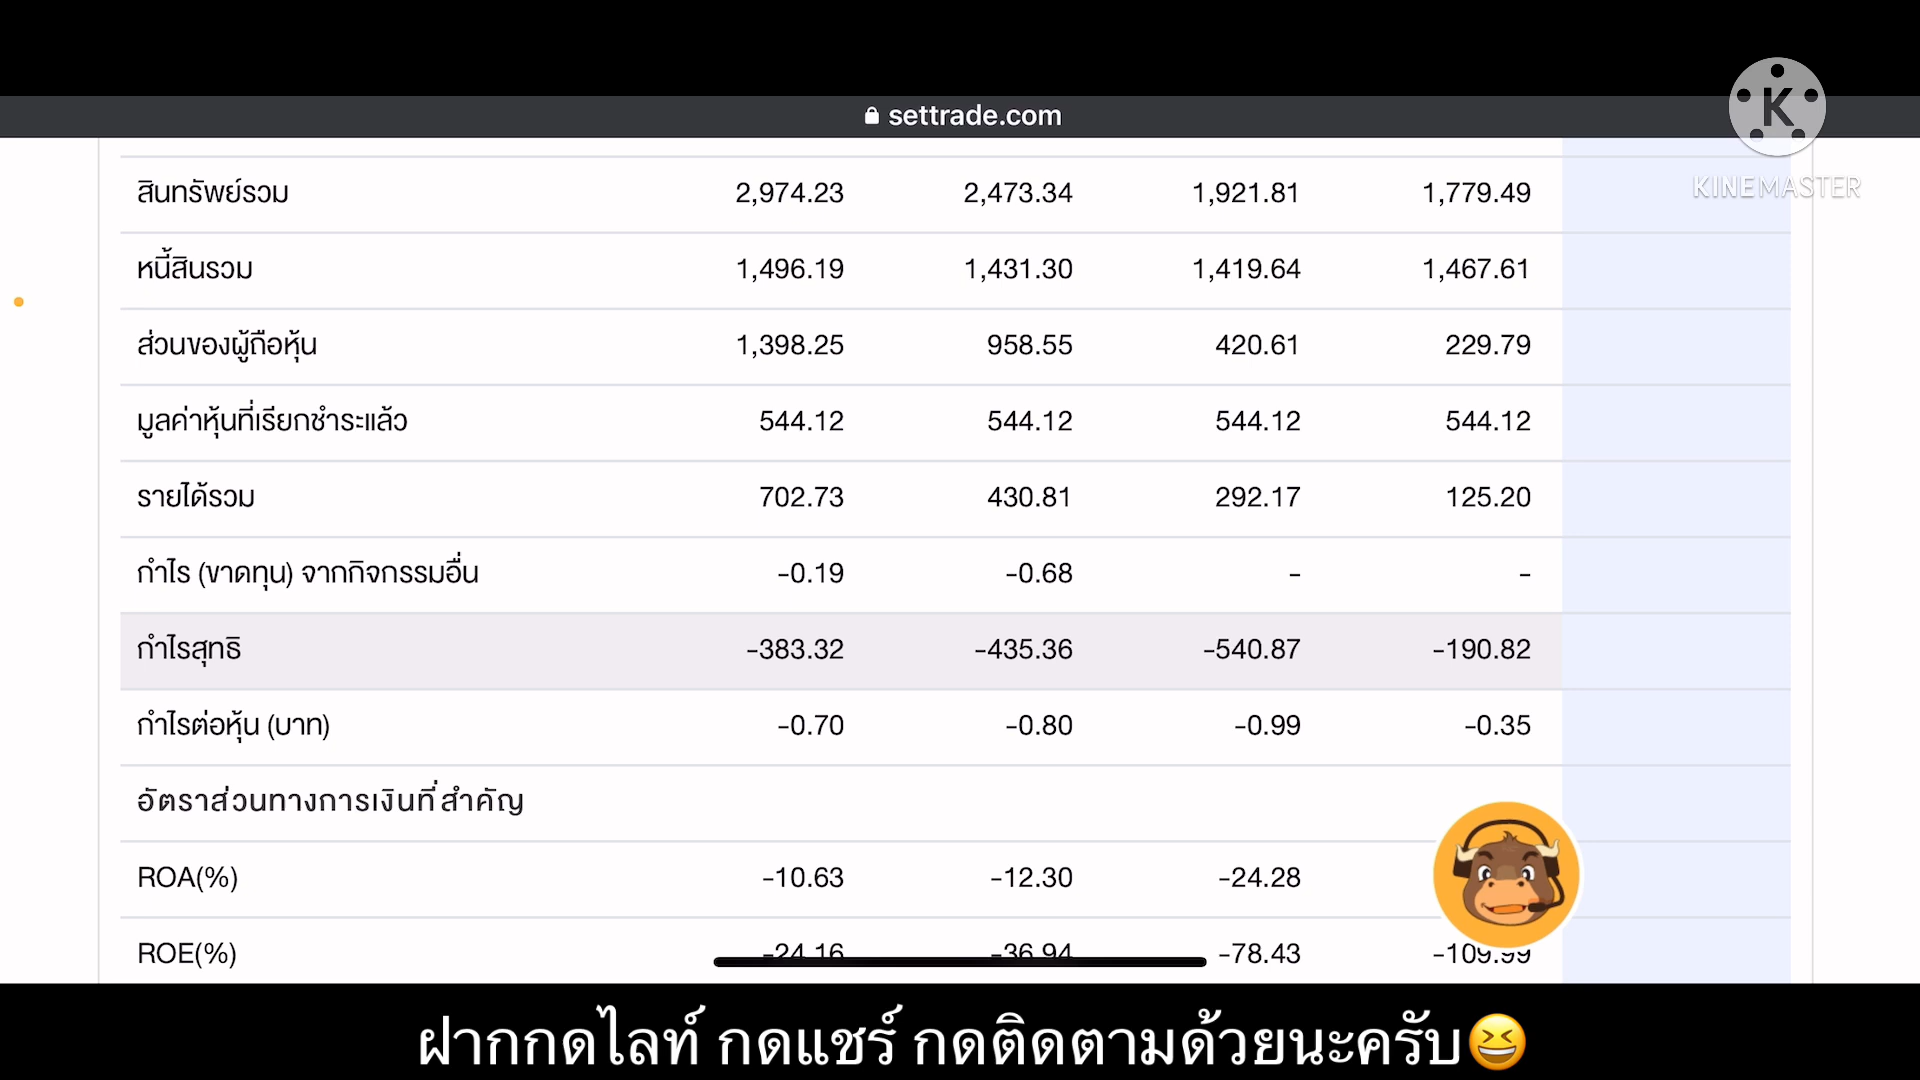 settrade.com
K
KINEMASTER
สินทรัพย์รวม 2,974.23 2,473.34 1,921.81 1,779.49
หนี้สินรวม 1,496.19 1,431.30 1,419.64 1,467.61
ส่วนของผู้ถือหุ้น 1,398.25 958.55 420.61 229.79
มูลค่าหุ้นที่เรียกชำระแล้ว 544.12 544.12 544.12 544.12
รายได้รวม 702.73 430.81 292.17 125.20
กำไร (ขาดทุน) จากกิจกรรมอื่น -0.19 -0.68 - -
กำไรสุทธิ -383.32 -435.36 -540.87 -190.82
กำไรต่อหุ้น (บาท) -0.70 -0.80 -0.99 -0.35
อัตราส่วนทางการเงินที่สำคัญ
ROA(%) -10.63 -12.30 -24.28
ROE(%) -24.16 -36.94 -78.43 -109.99
ฝากกดไลท์ กดแชร์ กดติดตามด้วยนะครับ😆